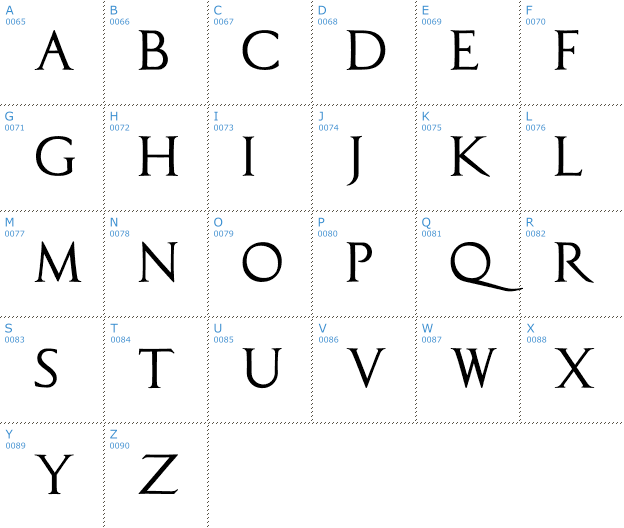 A B C D E F
0065 0066 0067 0068 0069 0070
A B C D E F
G H I J K L
0071 0072 0073 0074 0075 0076
G H I J K L
M N O P Q R
0077 0078 0079 0080 0081 0082
M N O P Q R
S T U V W X
0083 0084 0085 0086 0087 0088
S T U V W X
Y Z
0089 0090
Y Z